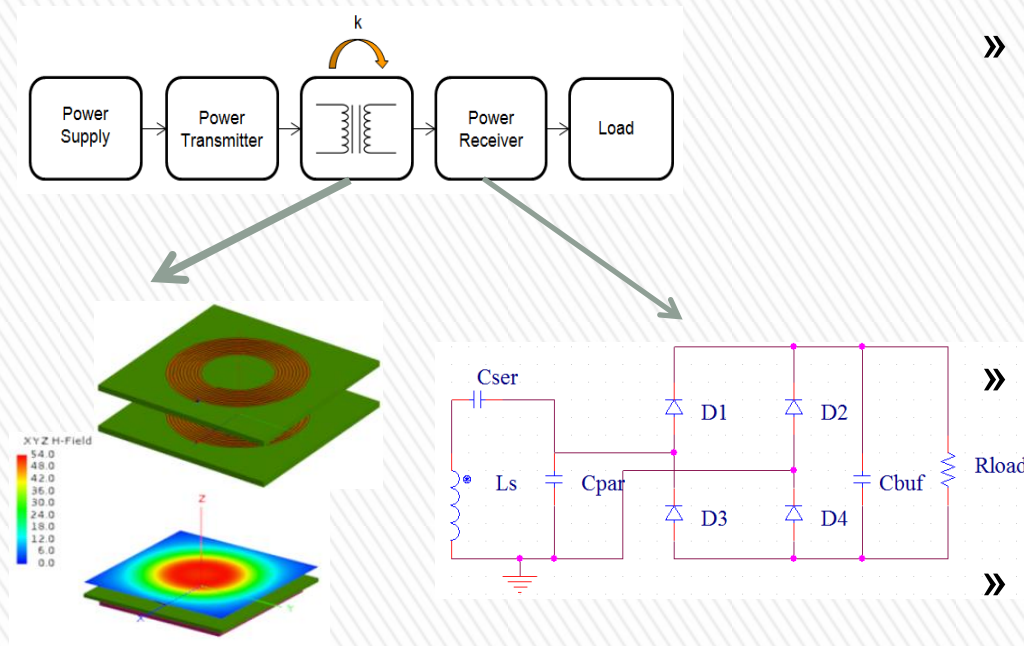 k
Power
Supply
Power
Transmitter
Power
Receiver
Load
»
XYZ H-Field
54.0
48.0
42.0
36.0
30.0
24.0
18.0
12.0
6.0
0.0
Z
Y
X
Cser
Ls
Cpar
D1
D2
D3
D4
Cbuf
Rload
»
»